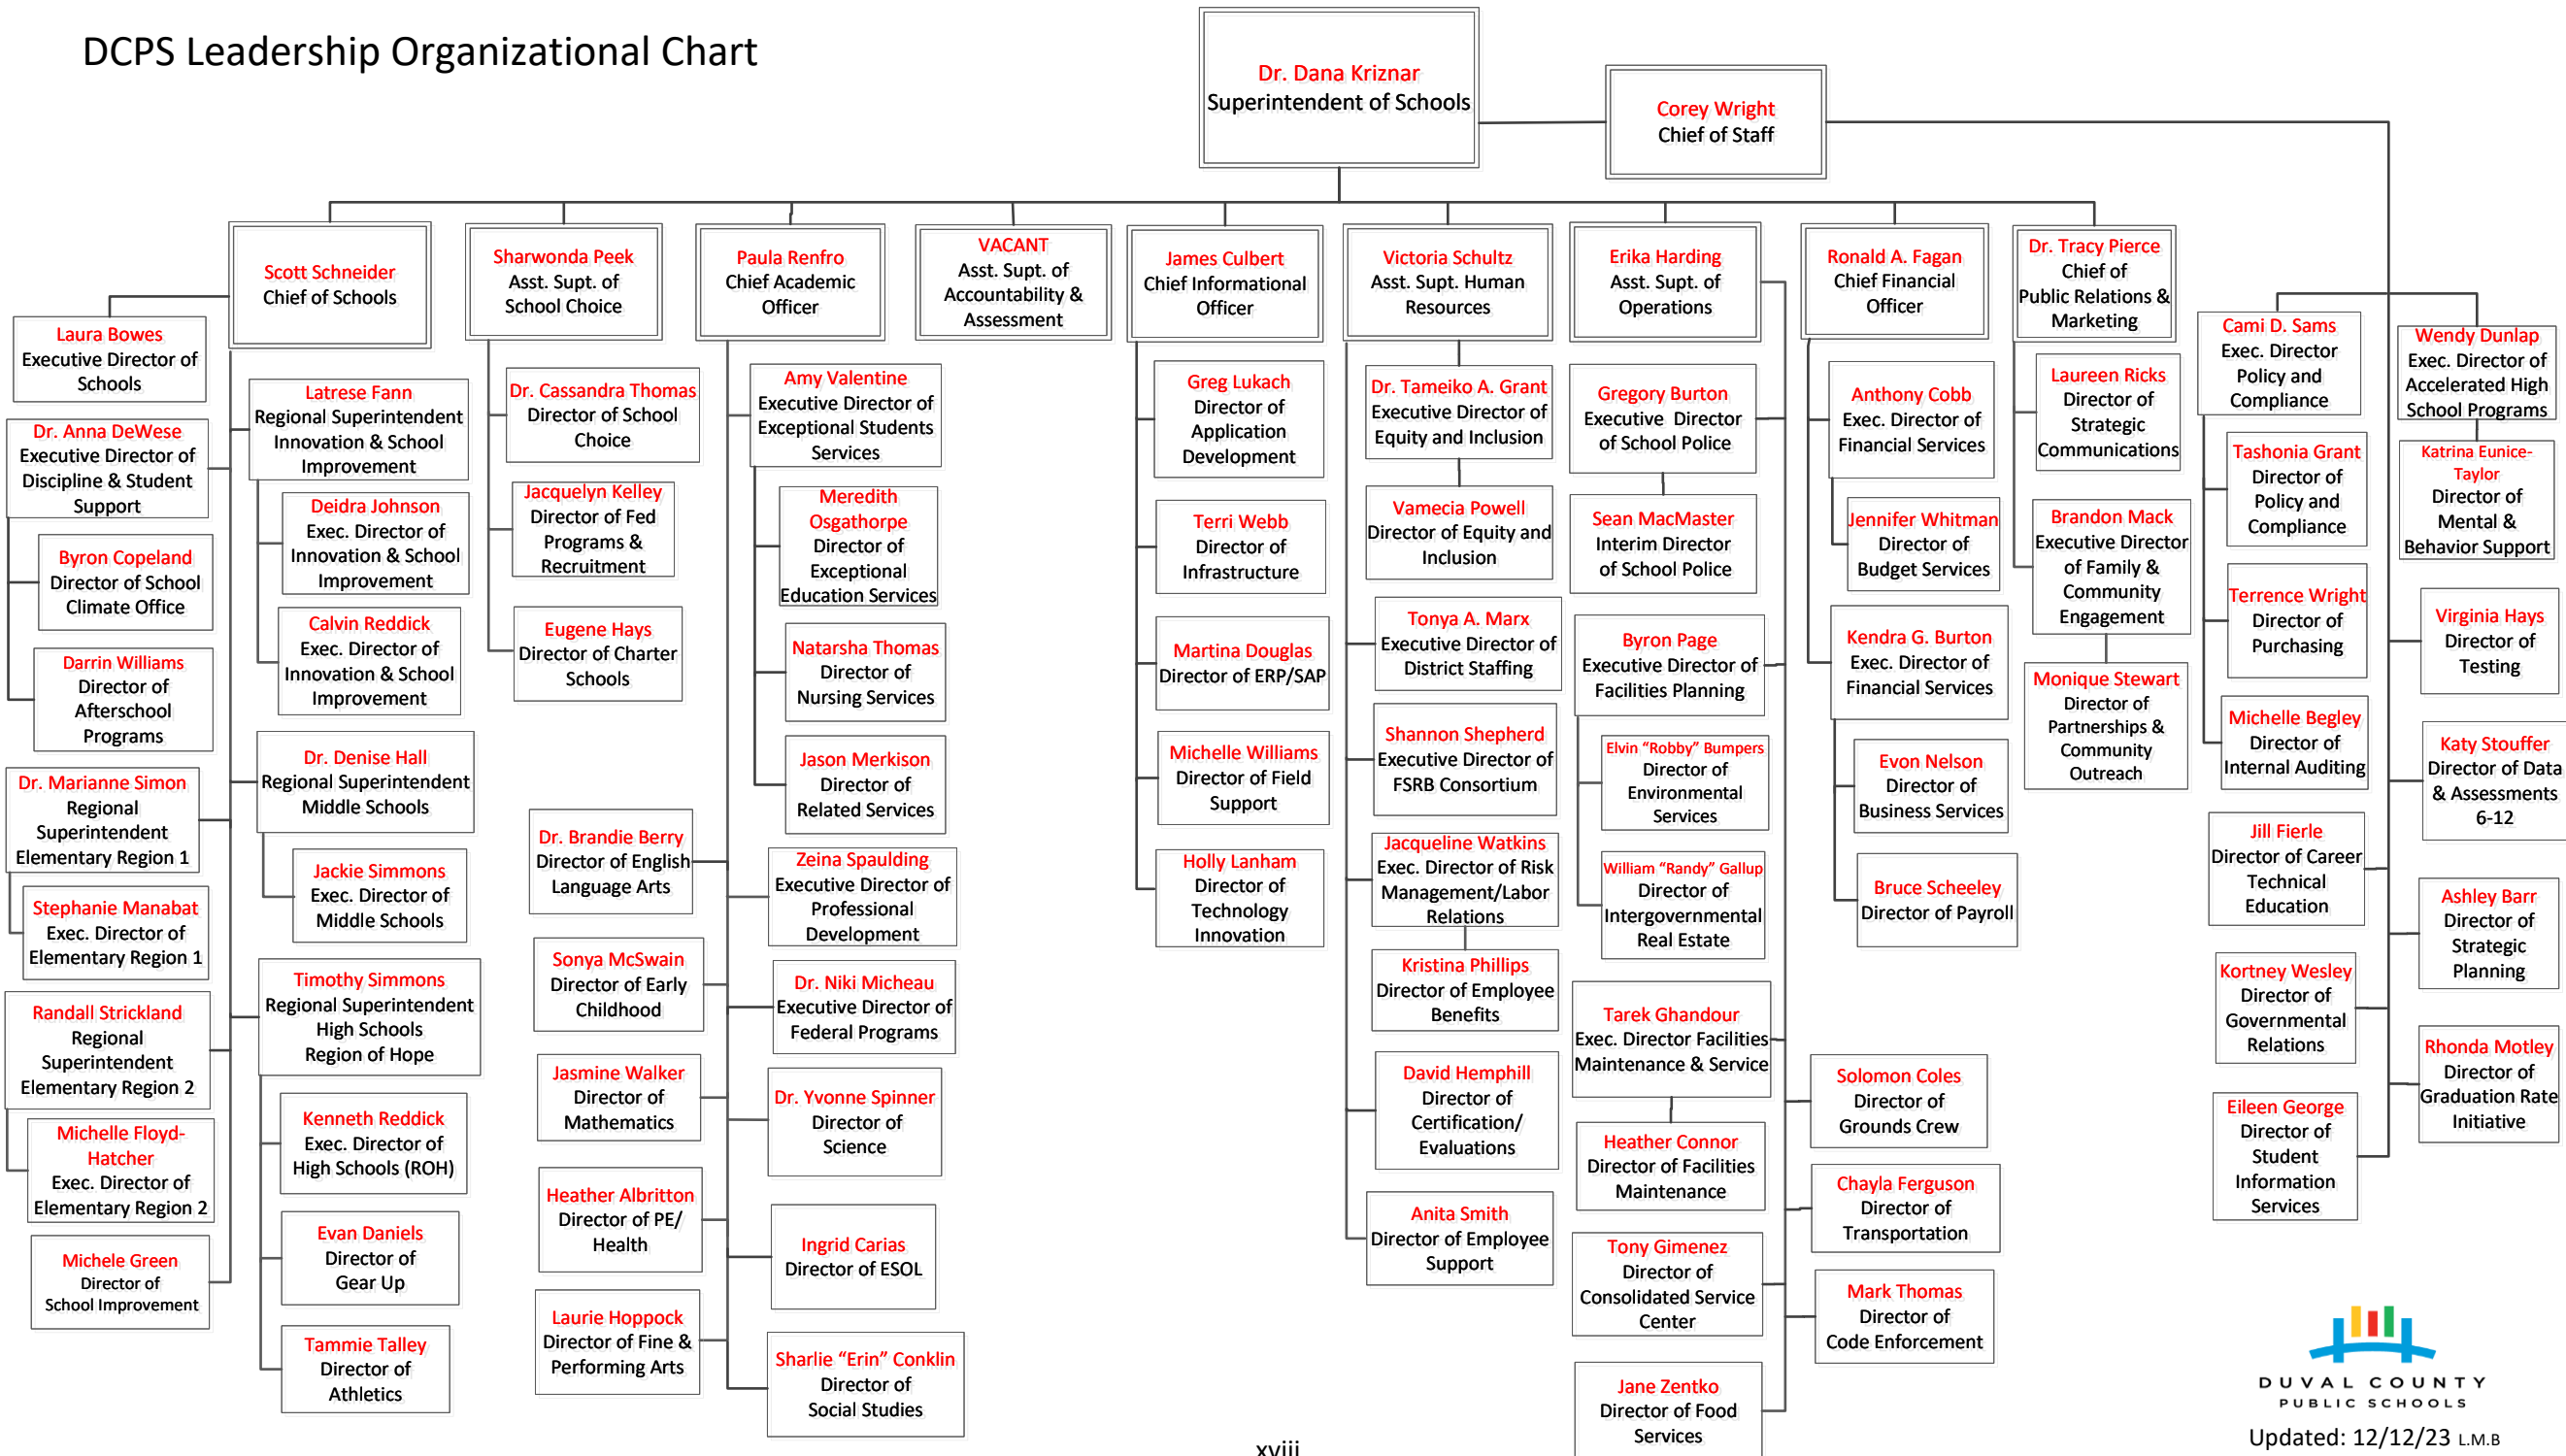 DCPS Leadership Organizational Chart
Dr. Dana Kriznar
Superintendent of Schools
Corey Wright
Chief of Staff
Scott Schneider
Chief of Schools
Laura Bowes
Executive Director of
Schools
Dr. Anna DeWese
Executive Director of
Discipline & Student
Support
Byron Copeland
Director of School
Climate Office
Darrin Williams
Director of
Afterschool
Programs
Dr. Marianne Simon
Regional
Superintendent
Elementary Region 1
Stephanie Manabat
Exec. Director of
Elementary Region 1
Randall Strickland
Regional
Superintendent
Elementary Region 2
Michelle Floyd-
Hatcher
Exec. Director of
Elementary Region 2
Michele Green
Director of
School Improvement
Latrese Fann
Regional Superintendent
Innovation & School
Improvement
Deidra Johnson
Exec. Director of
Innovation & School
Improvement
Calvin Reddick
Exec. Director of
Innovation & School
Improvement
Dr. Denise Hall
Regional Superintendent
Middle Schools
Jackie Simmons
Exec. Director of
Middle Schools
Timothy Simmons
Regional Superintendent
High Schools
Region of Hope
Kenneth Reddick
Exec. Director of
High Schools (ROH)
Evan Daniels
Director of
Gear Up
Tammie Talley
Director of
Athletics
Sharwonda Peek
Asst. Supt. of
School Choice
Dr. Cassandra Thomas
Director of School
Choice
Jacquelyn Kelley
Director of Fed
Programs &
Recruitment
Eugene Hays
Director of Charter
Schools
Paula Renfro
Chief Academic
Officer
Amy Valentine
Executive Director of
Exceptional Students
Services
Meredith
Osgathorpe
Director of
Exceptional
Education Services
Natarsha Thomas
Director of
Nursing Services
Jason Merkison
Director of
Related Services
Dr. Brandie Berry
Director of English
Language Arts
Sonya McSwain
Director of Early
Childhood
Jasmine Walker
Director of
Mathematics
Heather Albritton
Director of PE/
Health
Laurie Hoppock
Director of Fine &
Performing Arts
Zeina Spaulding
Executive Director of
Professional
Development
Dr. Niki Micheau
Executive Director of
Federal Programs
Dr. Yvonne Spinner
Director of
Science
Ingrid Carias
Director of ESOL
Sharlie “Erin” Conklin
Director of
Social Studies
VACANT
Asst. Supt. of
Accountability &
Assessment
James Culbert
Chief Informational
Officer
Greg Lukach
Director of
Application
Development
Terri Webb
Director of
Infrastructure
Martina Douglas
Director of ERP/SAP
Michelle Williams
Director of Field
Support
Holly Lanham
Director of
Technology
Innovation
Victoria Schultz
Asst. Supt. Human
Resources
Dr. Tameiko A. Grant
Executive Director of
Equity and Inclusion
Vamecia Powell
Director of Equity and
Inclusion
Tonya A. Marx
Executive Director of
District Staffing
Shannon Shepherd
Executive Director of
FSRB Consortium
Jacqueline Watkins
Exec. Director of Risk
Management/Labor
Relations
Kristina Phillips
Director of Employee
Benefits
David Hemphill
Director of
Certification/
Evaluations
Anita Smith
Director of Employee
Support
Erika Harding
Asst. Supt. of
Operations
Gregory Burton
Executive Director
of School Police
Sean MacMaster
Interim Director
of School Police
Byron Page
Executive Director of
Facilities Planning
Elvin “Robby” Bumpers
Director of
Environmental
Services
William “Randy” Gallup
Director of
Intergovernmental
Real Estate
Tarek Ghandour
Exec. Director Facilities
Maintenance & Service
Heather Connor
Director of Facilities
Maintenance
Tony Gimenez
Director of
Consolidated Service
Center
Jane Zentko
Director of Food
Services
Solomon Coles
Director of
Grounds Crew
Chayla Ferguson
Director of
Transportation
Mark Thomas
Director of
Code Enforcement
Ronald A. Fagan
Chief Financial
Officer
Anthony Cobb
Exec. Director of
Financial Services
Jennifer Whitman
Director of
Budget Services
Kendra G. Burton
Exec. Director of
Financial Services
Evon Nelson
Director of
Business Services
Bruce Scheeley
Director of Payroll
Dr. Tracy Pierce
Chief of
Public Relations &
Marketing
Laureen Ricks
Director of
Strategic
Communications
Brandon Mack
Executive Director
of Family &
Community
Engagement
Monique Stewart
Director of
Partnerships &
Community
Outreach
Cami D. Sams
Exec. Director
Policy and
Compliance
Tashonia Grant
Director of
Policy and
Compliance
Terrence Wright
Director of
Purchasing
Michelle Begley
Director of
Internal Auditing
Jill Fierle
Director of Career
Technical
Education
Kortney Wesley
Director of
Governmental
Relations
Eileen George
Director of
Student
Information
Services
Wendy Dunlap
Exec. Director of
Accelerated High
School Programs
Katrina Eunice-
Taylor
Director of
Mental &
Behavior Support
Virginia Hays
Director of
Testing
Katy Stouffer
Director of Data
& Assessments
6-12
Ashley Barr
Director of
Strategic
Planning
Rhonda Motley
Director of
Graduation Rate
Initiative
DUVAL COUNTY
PUBLIC SCHOOLS
Updated: 12/12/23 L.M.B
xviii